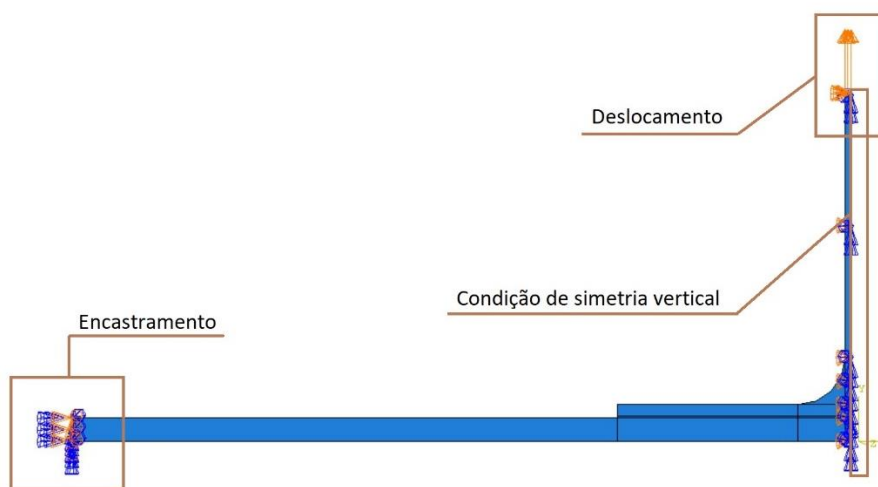 Deslocamento
Condição de simetria vertical
Encastramento